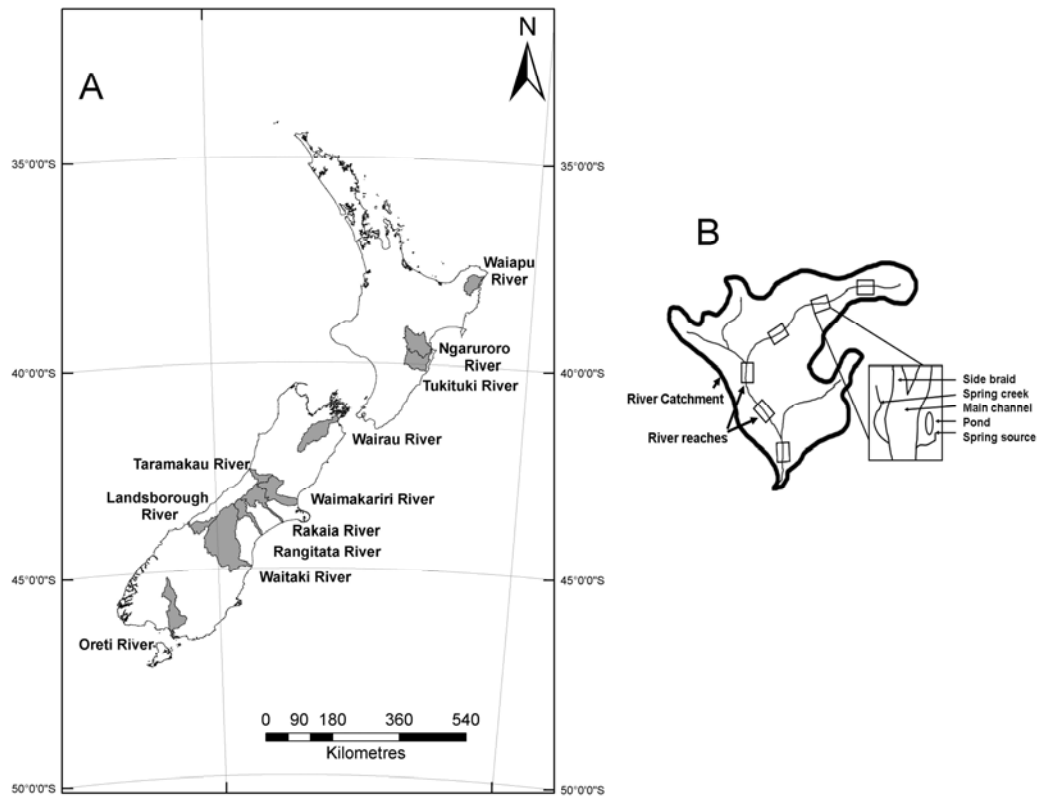 A
N
35°0'0"S
35°0'0"S
Waiapu
River
Ngaruroro
River
40°0'0"S
40°0'0"S
Tukituki River
Wairau River
Taramakau River
Landsborough
River
Waimakariri River
Rakaia River
Rangitata River
45°0'0"S
45°0'0"S
Waitaki River
Oreti River
0 90 180 360 540
Kilometres
50°0'0"S
50°0'0"S
B
River Catchment
River reaches
Side braid
Spring creek
Main channel
Pond
Spring source